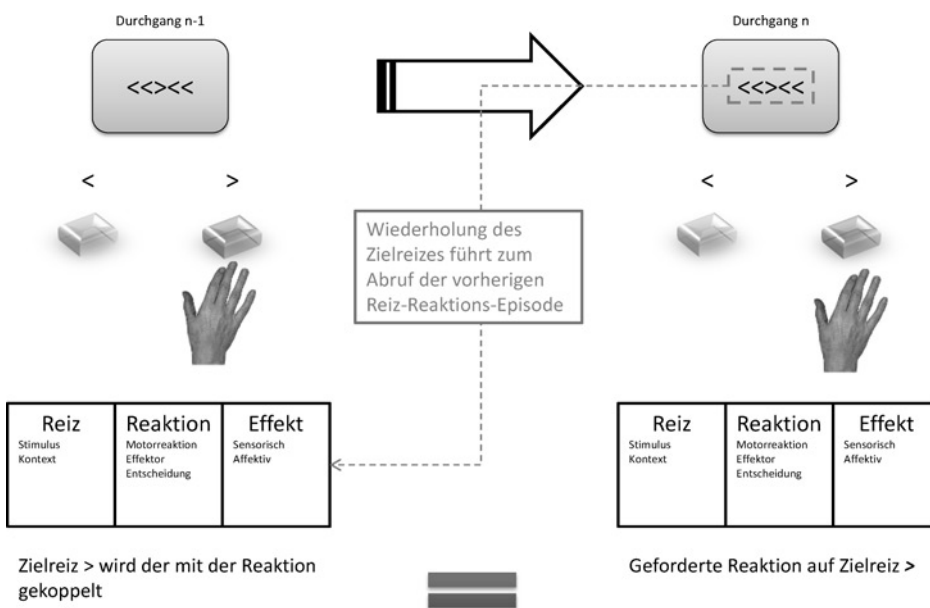 Durchgang n-1
Durchgang n
<<><<
<<><<
<
>
<
>
Wiederholung des
Zielreizes führt zum
Abruf der vorherigen
Reiz-Reaktions-Episode
Reiz
Stimulus
Kontext
Reaktion
Motorreaktion
Effektor
Entscheidung
Effekt
Sensorisch
Affektiv
Reiz
Stimulus
Kontext
Reaktion
Motorreaktion
Effektor
Entscheidung
Effekt
Sensorisch
Affektiv
Zielreiz > wird der mit der Reaktion
gekoppelt
Geforderte Reaktion auf Zielreiz >